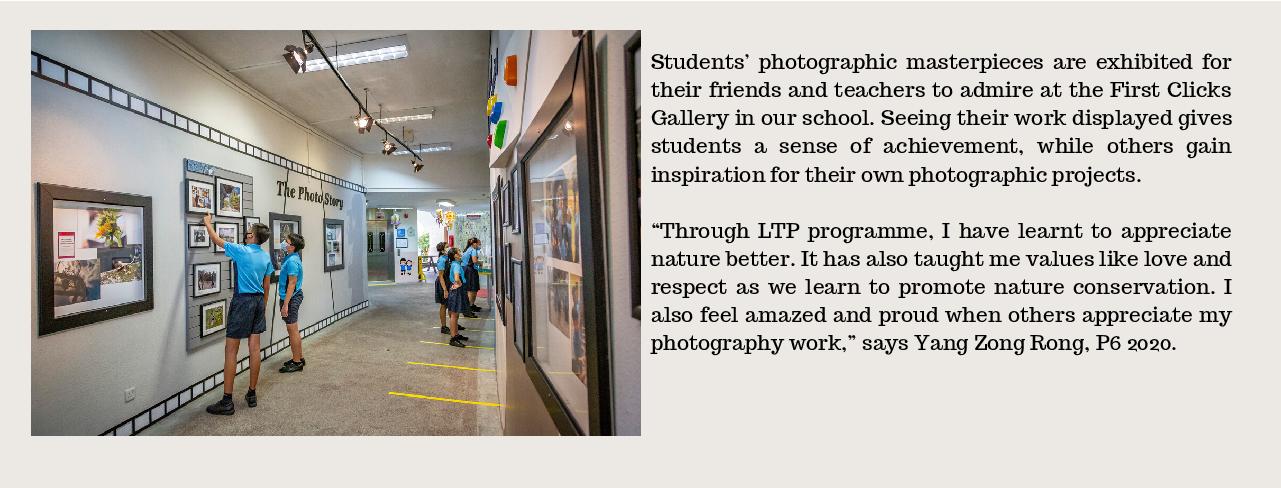 The Photo Story
Students’ photographic masterpieces are exhibited for
their friends and teachers to admire at the First Clicks
Gallery in our school. Seeing their work displayed gives
students a sense of achievement, while others gain
inspiration for their own photographic projects.
“Through LTP programme, I have learnt to appreciate
nature better. It has also taught me values like love and
respect as we learn to promote nature conservation. I
also feel amazed and proud when others appreciate my
photography work,” says Yang Zong Rong, P6 2020.